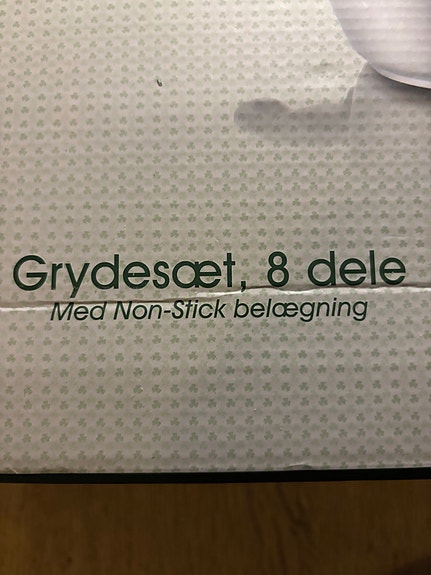 Grydesæt, 8 dele
Med Non-Stick belægning